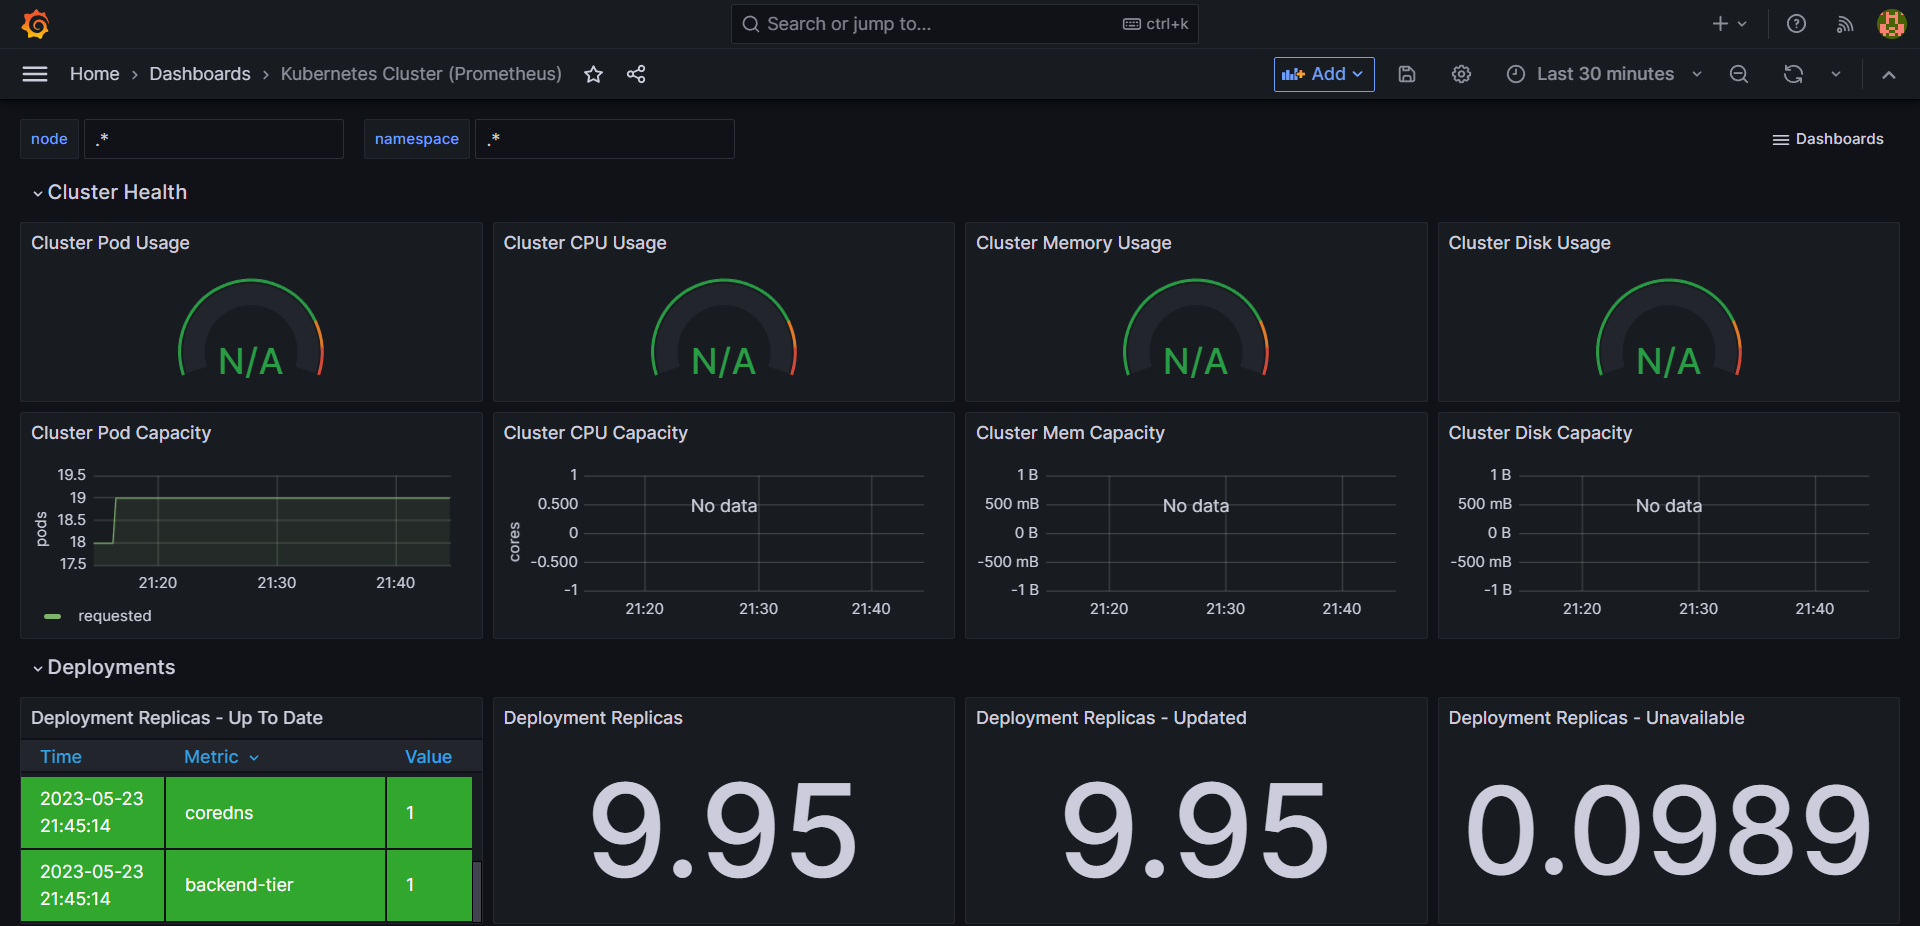 Search or jump to... ctrl+k
Home › Dashboards › Kubernetes Cluster (Prometheus)
Add
Last 30 minutes
node .* namespace .*
Dashboards
Cluster Health
Cluster Pod Usage
N/A
Cluster CPU Usage
N/A
Cluster Memory Usage
N/A
Cluster Disk Usage
N/A
Cluster Pod Capacity
pods
19.5
19
18.5
18
17.5
21:20 21:30 21:40
requested
Cluster CPU Capacity
cores
1
0.500
0
-0.500
-1
No data
21:20 21:30 21:40
Cluster Mem Capacity
1 B
500 mB
0 B
-500 mB
-1 B
No data
21:20 21:30 21:40
Cluster Disk Capacity
1 B
500 mB
0 B
-500 mB
-1 B
No data
21:20 21:30 21:40
Deployments
Deployment Replicas - Up To Date
Time Metric Value
2023-05-23
21:45:14
coredns
1
2023-05-23
21:45:14
backend-tier
1
Deployment Replicas
9.95
Deployment Replicas - Updated
9.95
Deployment Replicas - Unavailable
0.0989